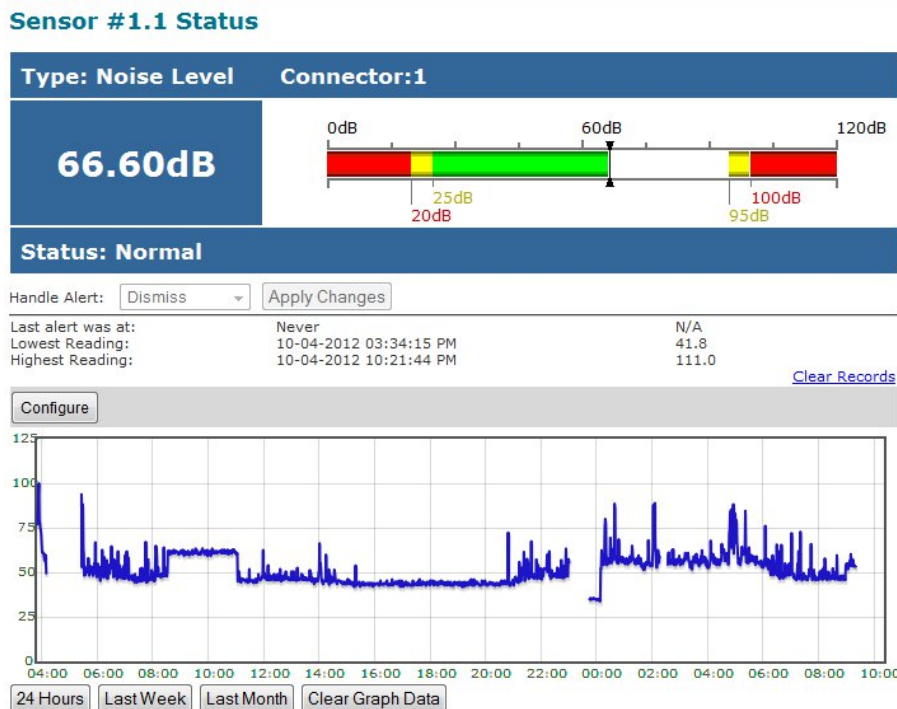 Sensor #1.1 Status
Type: Noise Level Connector:1
66.60dB
0dB 60dB 120dB
25dB 100dB
20dB 95dB
Status: Normal
Handle Alert: Dismiss Apply Changes
Last alert was at: Never N/A
Lowest Reading: 10-04-2012 03:34:15 PM 41.8
Highest Reading: 10-04-2012 10:21:44 PM 111.0
Clear Records
Configure
125
100
75
50
25
0
04:00 06:00 08:00 10:00 12:00 14:00 16:00 18:00 20:00 22:00 00:00 02:00 04:00 06:00 08:00 10:00
24 Hours Last Week Last Month Clear Graph Data